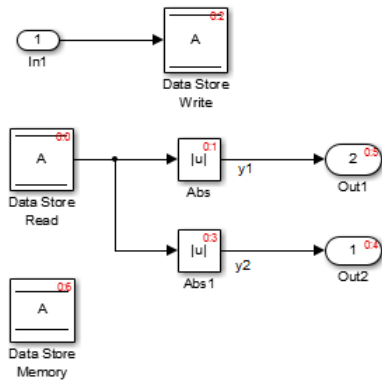 0:2
1
A
In1
Data Store
Write
0:0
A
0:1
|u|
0:5
2
y1
Data Store
Read
Abs
Out1
0:3
|u|
0:4
1
y2
Abs1
Out2
0:6
A
Data Store
Memory